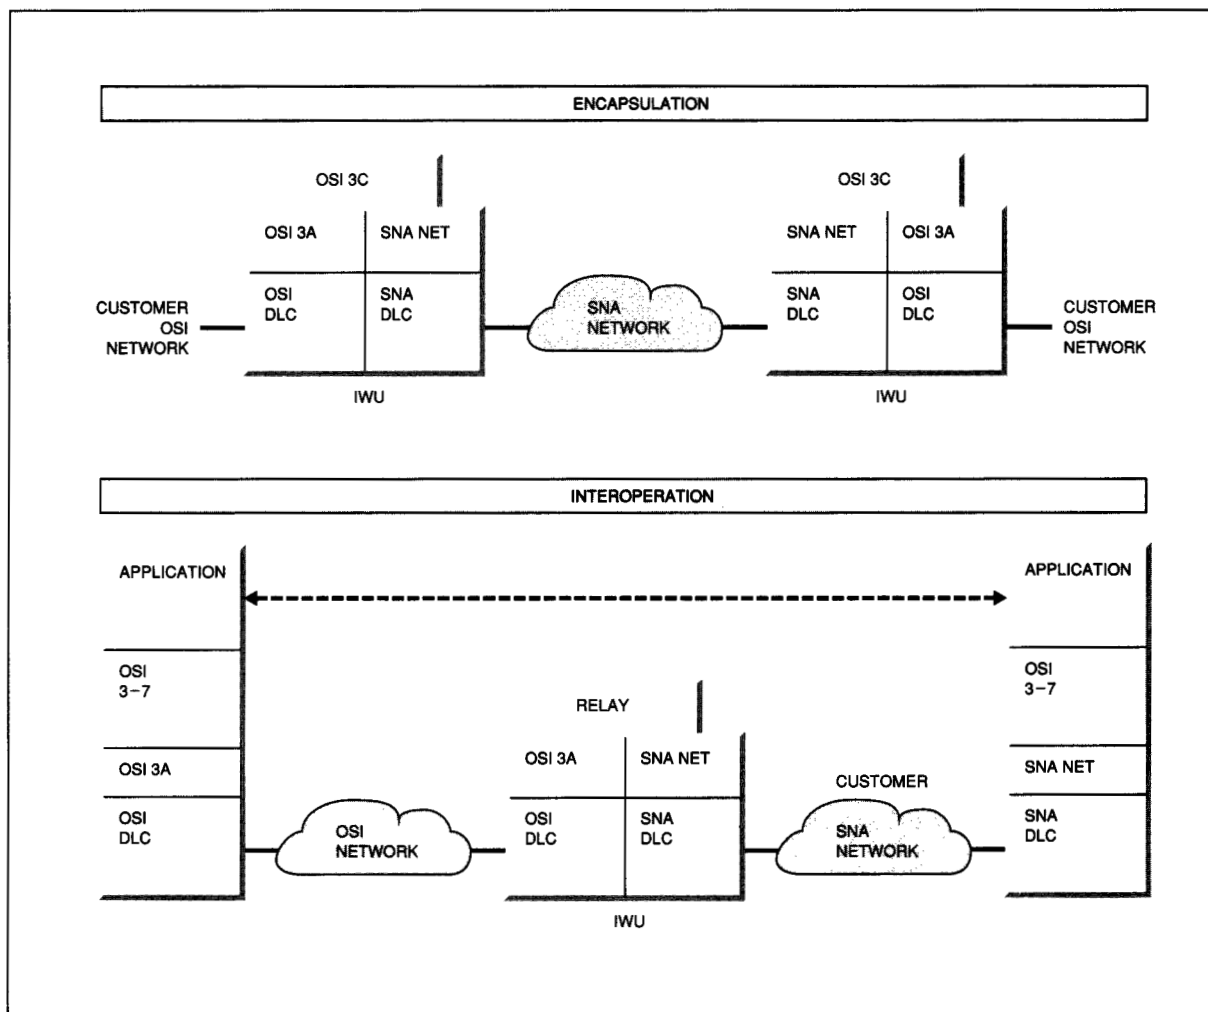 ENCAPSULATION
OSI 3C
OSI 3A
SNA NET
OSI
DLC
SNA
DLC
CUSTOMER
OSI
NETWORK
IWU
SNA
NETWORK
OSI 3C
SNA NET
OSI 3A
SNA
DLC
OSI
DLC
CUSTOMER
OSI
NETWORK
IWU
INTEROPERATION
APPLICATION
OSI
3–7
OSI 3A
OSI
DLC
OSI
NETWORK
RELAY
OSI 3A
SNA NET
OSI
DLC
SNA
DLC
IWU
CUSTOMER
SNA
NETWORK
APPLICATION
OSI
3–7
SNA NET
SNA
DLC